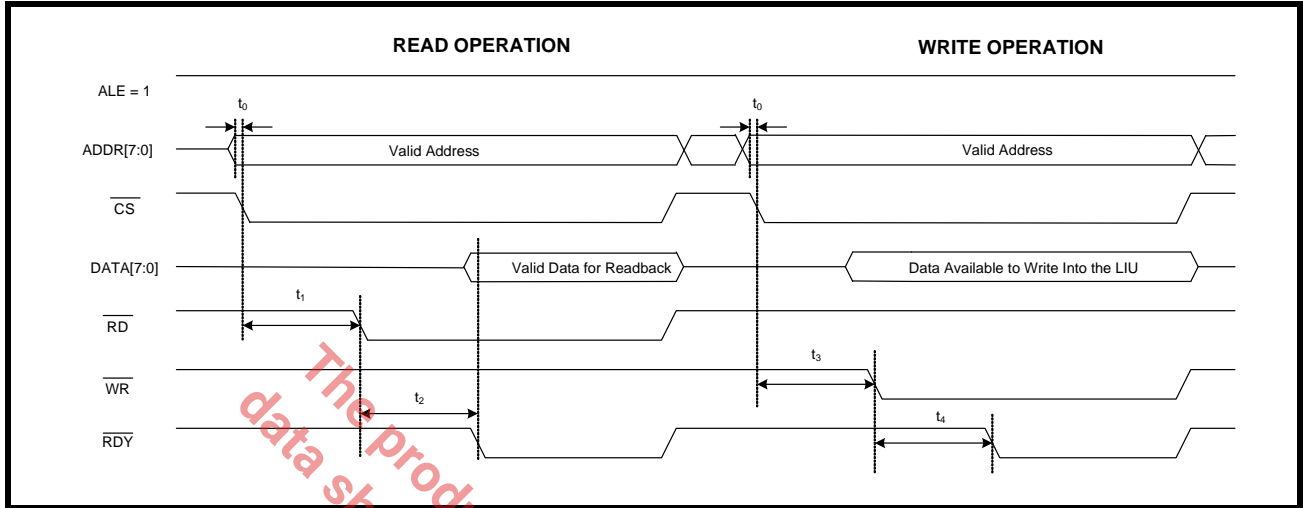 READ OPERATION WRITE OPERATION
ALE = 1
t0 t0
ADDR[7:0] Valid Address Valid Address
CS
DATA[7:0] Valid Data for Readback Data Available to Write Into the LIU
t1
RD
t3
WR
t2
t4
RDY
The produ
data sh